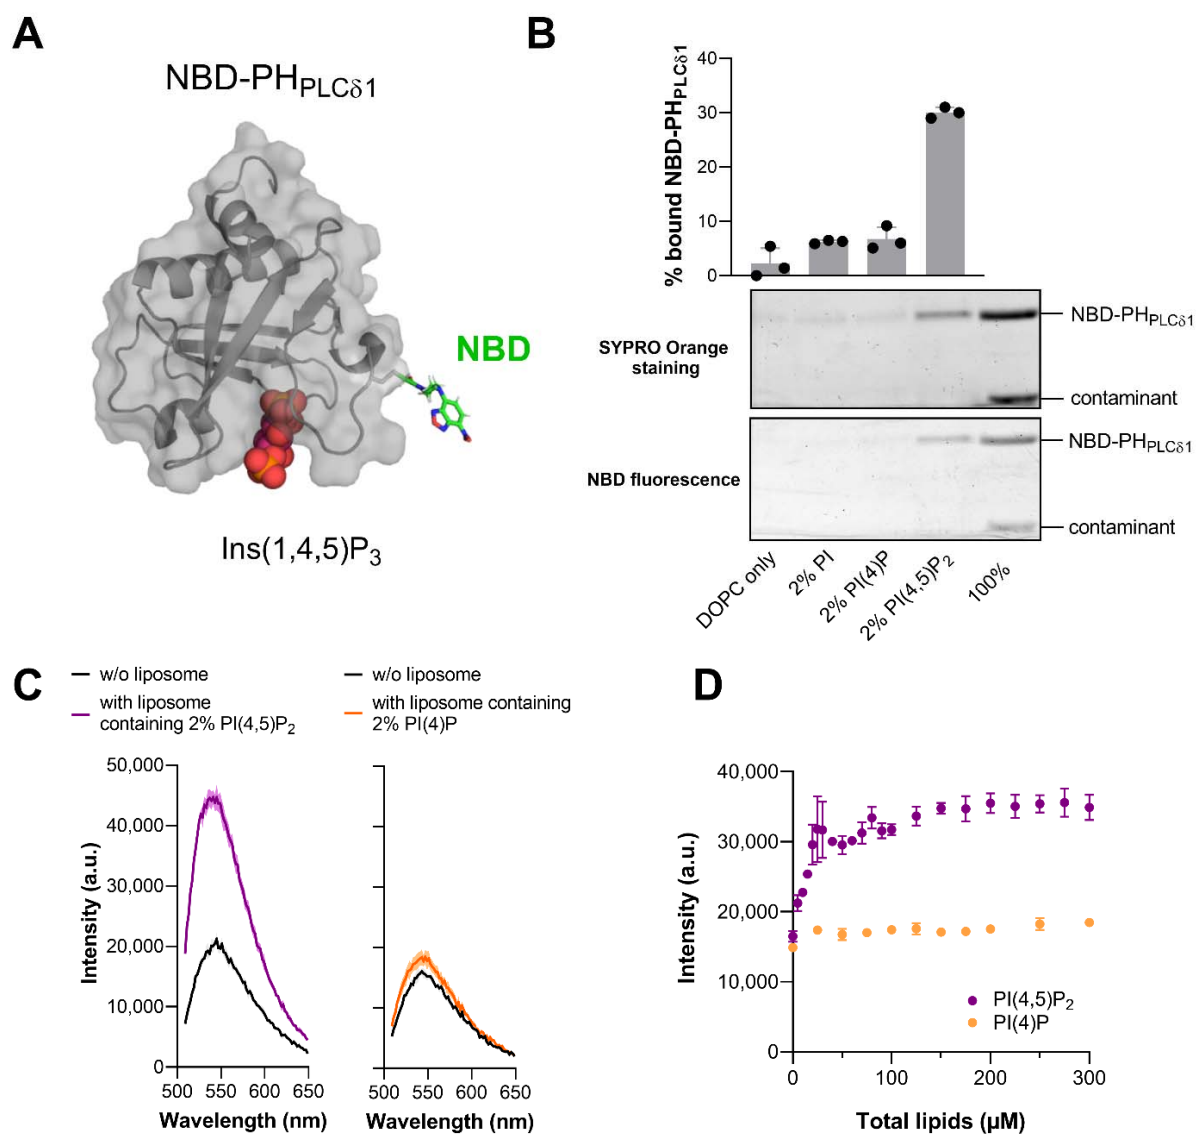 A
NBD-PHPLCδ1
NBD
Ins(1,4,5)P3
B
% bound NBD-PHPLCδ1
40
30
20
10
0
SYPRO Orange
staining
NBD-PHPLCδ1
contaminant
NBD fluorescence
NBD-PHPLCδ1
contaminant
DOPC only
2% PI
2% PI(4)P
2% PI(4,5)P2
100%
C
w/o liposome
with liposome
containing 2% PI(4,5)P2
w/o liposome
with liposome containing
2% PI(4)P
Intensity (a.u.)
50,000
40,000
30,000
20,000
10,000
0
500 550 600 650
Wavelength (nm)
500 550 600 650
Wavelength (nm)
D
Intensity (a.u.)
40,000
30,000
20,000
10,000
0
PI(4,5)P2
PI(4)P
0 100 200 300
Total lipids (µM)